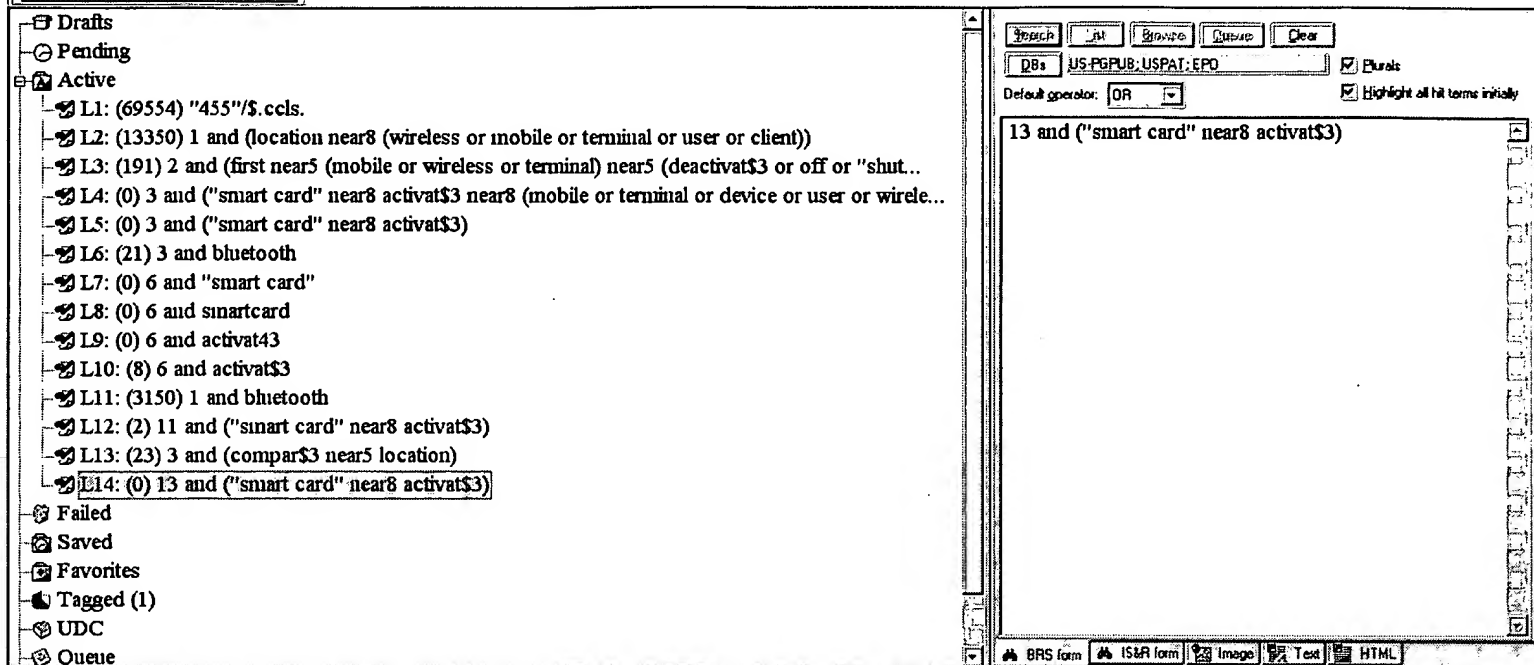 Drafts
Pending
Active
L1: (69554) "455"/$.ccls.
L2: (13350) 1 and (location near8 (wireless or mobile or terminal or user or client))
L3: (191) 2 and (first near5 (mobile or wireless or terminal) near5 (deactivat$3 or off or "shut...
L4: (0) 3 and ("smart card" near8 activat$3 near8 (mobile or terminal or device or user or wirele...
L5: (0) 3 and ("smart card" near8 activat$3)
L6: (21) 3 and bluetooth
L7: (0) 6 and "smart card"
L8: (0) 6 and smartcard
L9: (0) 6 and activat43
L10: (8) 6 and activat$3
L11: (3150) 1 and bluetooth
L12: (2) 11 and ("smart card" near8 activat$3)
L13: (23) 3 and (compar$3 near5 location)
L14: (0) 13 and ("smart card" near8 activat$3)
Failed
Saved
Favorites
Tagged (1)
UDC
Queue
Search List Browse Queue Clear
DBs US-PGPUB; USPAT; EPO Plurals
Default operator: OR Highlight all hit terms initially
13 and ("smart card" near8 activat$3)
BRS form IS&R form Image Text HTML